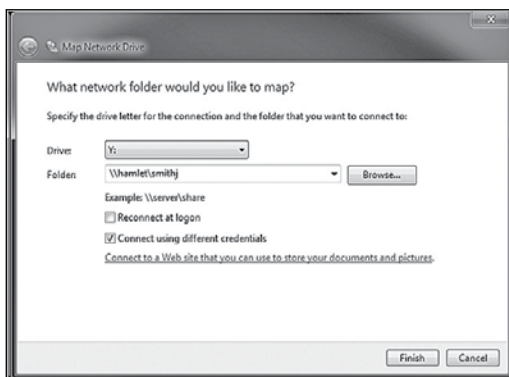 Map Network Drive
What network folder would you like to map?
Specify the drive letter for the connection and the folder that you want to connect to:
Drive: Y:
Folder: \\hamlet\smithj Browse...
Example: \\server\share
Reconnect at logon
Connect using different credentials
Connect to a Web site that you can use to store your documents and pictures.
Finish Cancel